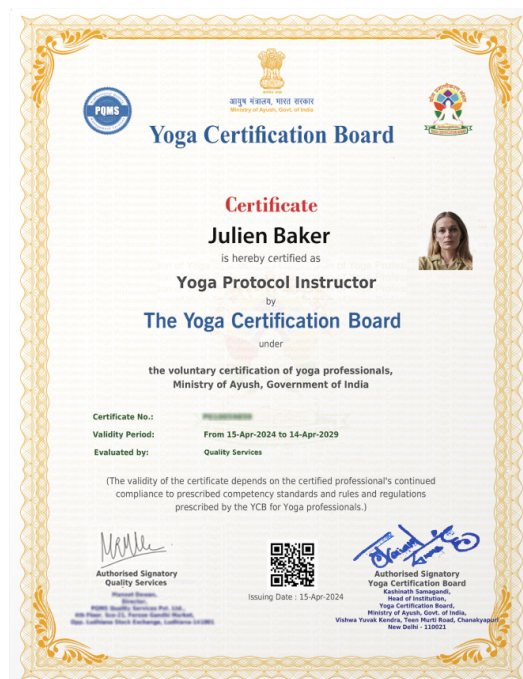 आयुष मंत्रालय, भारत सरकार
Ministry of Ayush, Govt. of India
PQMS
Yoga Certification Board
Certificate
Julien Baker
is hereby certified as
Yoga Protocol Instructor
by
The Yoga Certification Board
under
the voluntary certification of yoga professionals,
Ministry of Ayush, Government of India
Certificate No.:
Validity Period: From 15-Apr-2024 to 14-Apr-2029
Evaluated by: Quality Services
(The validity of the certificate depends on the certified professional's continued
compliance to prescribed competency standards and rules and regulations
prescribed by the YCB for Yoga professionals.)
Authorised Signatory
Quality Services
Issuing Date : 15-Apr-2024
Authorised Signatory
Yoga Certification Board
Kashinath Samagandi,
Head of Institution,
Yoga Certification Board,
Ministry of Ayush, Govt. of India,
Vishwa Yuvak Kendra, Teen Murti Road, Chanakyapuri
New Delhi - 110021